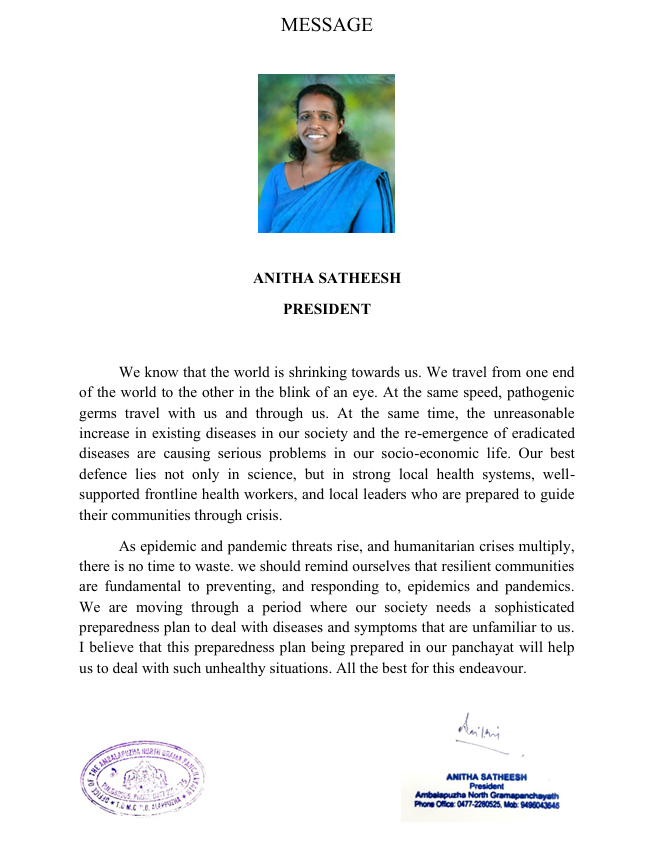 MESSAGE
ANITHA SATHEESH
PRESIDENT
We know that the world is shrinking towards us. We travel from one end
of the world to the other in the blink of an eye. At the same speed, pathogenic
germs travel with us and through us. At the same time, the unreasonable
increase in existing diseases in our society and the re-emergence of eradicated
diseases are causing serious problems in our socio-economic life. Our best
defence lies not only in science, but in strong local health systems, well-
supported frontline health workers, and local leaders who are prepared to guide
their communities through crisis.
As epidemic and pandemic threats rise, and humanitarian crises multiply,
there is no time to waste. we should remind ourselves that resilient communities
are fundamental to preventing, and responding to, epidemics and pandemics.
We are moving through a period where our society needs a sophisticated
preparedness plan to deal with diseases and symptoms that are unfamiliar to us.
I believe that this preparedness plan being prepared in our panchayat will help
us to deal with such unhealthy situations. All the best for this endeavour.
OFFICE OF THE AMBALAPUZHA NORTH GRAMA PANCHAYATH
T.D.M.C P.O. ALAPPUZHA
ANITHA SATHEESH
President
Ambalapuzha North Gramapanchayath
Phone Office: 0477-2280525, Mob: 9496043646